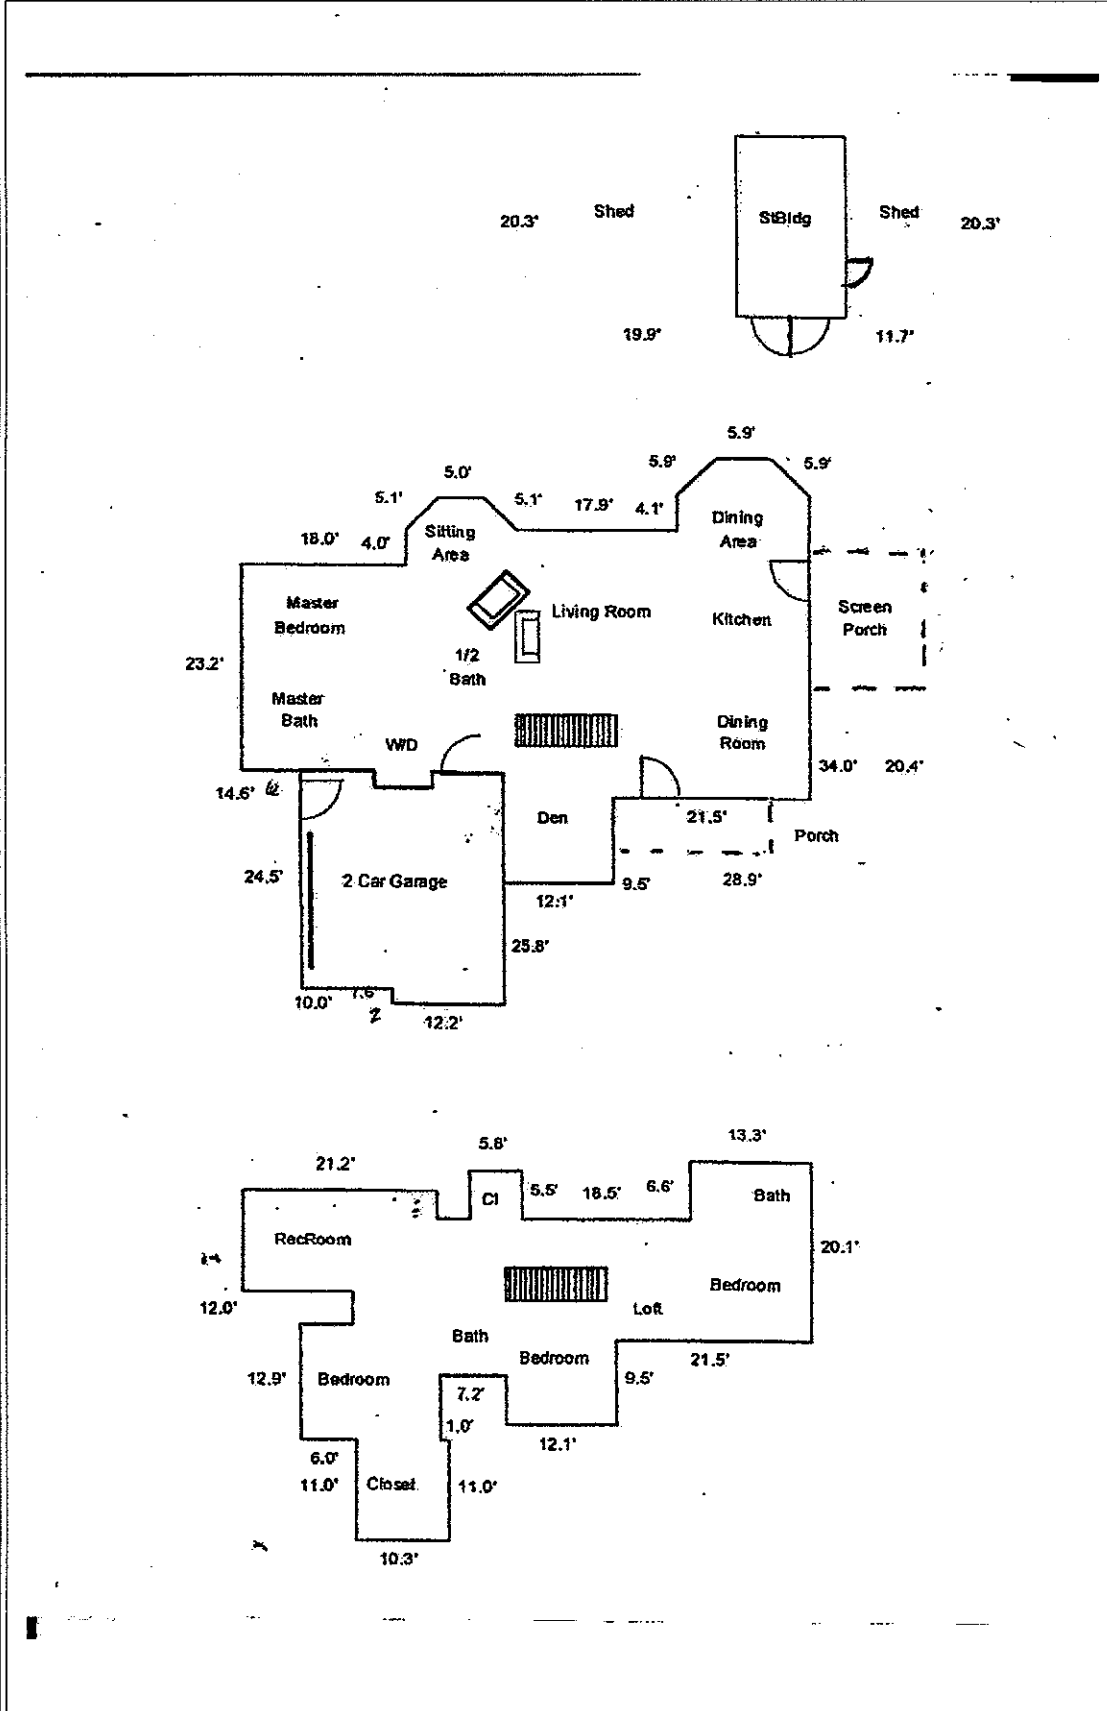 Shed
StBldg
Shed
20.3'
20.3'
19.9'
11.7'
5.9'
5.9'
5.9'
5.0'
5.1'
5.1'
17.9'
4.1'
18.0'
4.0'
Sitting
Area
Dining
Area
Master
Bedroom
Living Room
Kitchen
Screen
Porch
23.2'
1/2
Bath
Master
Bath
W/D
Dining
Room
34.0'
20.4'
14.6'
Den
21.5'
Porch
24.5'
2 Car Garage
12.1'
9.5'
28.9'
25.8'
10.0'
7.6'
12.2'
13.3'
5.8'
21.2'
5.5'
18.5'
6.6'
Cl
Bath
RecRoom
20.1'
Bedroom
12.0'
Loft
Bath
Bedroom
21.5'
12.9'
Bedroom
9.5'
7.2'
1.0'
12.1'
6.0'
11.0'
Closet
11.0'
10.3'